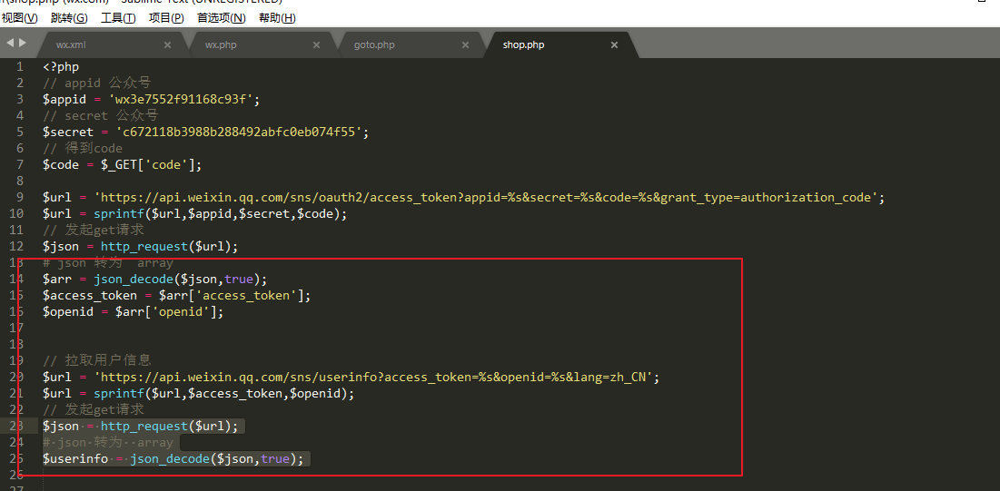 视图(V) 跳转(G) 工具(T) 项目(P) 首选项(N) 帮助(H)
wx.xml × wx.php × goto.php × shop.php ×
1 <?php
2 // appid 公众号
3 $appid = 'wx3e7552f91168c93f';
4 // secret 公众号
5 $secret = 'c672118b3988b288492abfc0eb074f55';
6 // 得到code
7 $code = $_GET['code'];
8
9 $url = 'https://api.weixin.qq.com/sns/oauth2/access_token?appid=%s&secret=%s&code=%s&grant_type=authorization_code';
10 $url = sprintf($url,$appid,$secret,$code);
11 // 发起get请求
12 $json = http_request($url);
13 # json 转为  array
14 $arr = json_decode($json,true);
15 $access_token = $arr['access_token'];
16 $openid = $arr['openid'];
17
18
19 // 拉取用户信息
20 $url = 'https://api.weixin.qq.com/sns/userinfo?access_token=%s&openid=%s&lang=zh_CN';
21 $url = sprintf($url,$access_token,$openid);
22 // 发起get请求
23 $json = http_request($url);
24 # json 转为  array
25 $userinfo = json_decode($json,true);
26
27